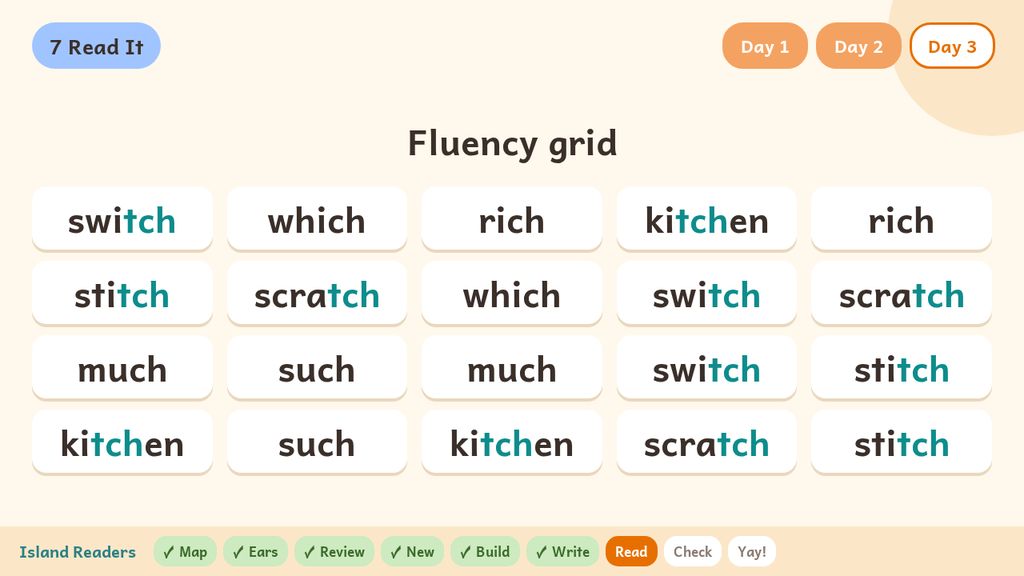 7 Read It
Day 1 Day 2 Day 3
Fluency grid
switch which rich kitchen rich
stitch scratch which switch scratch
much such much switch stitch
kitchen such kitchen scratch stitch
Island Readers ✓ Map ✓ Ears ✓ Review ✓ New ✓ Build ✓ Write Read Check Yay!